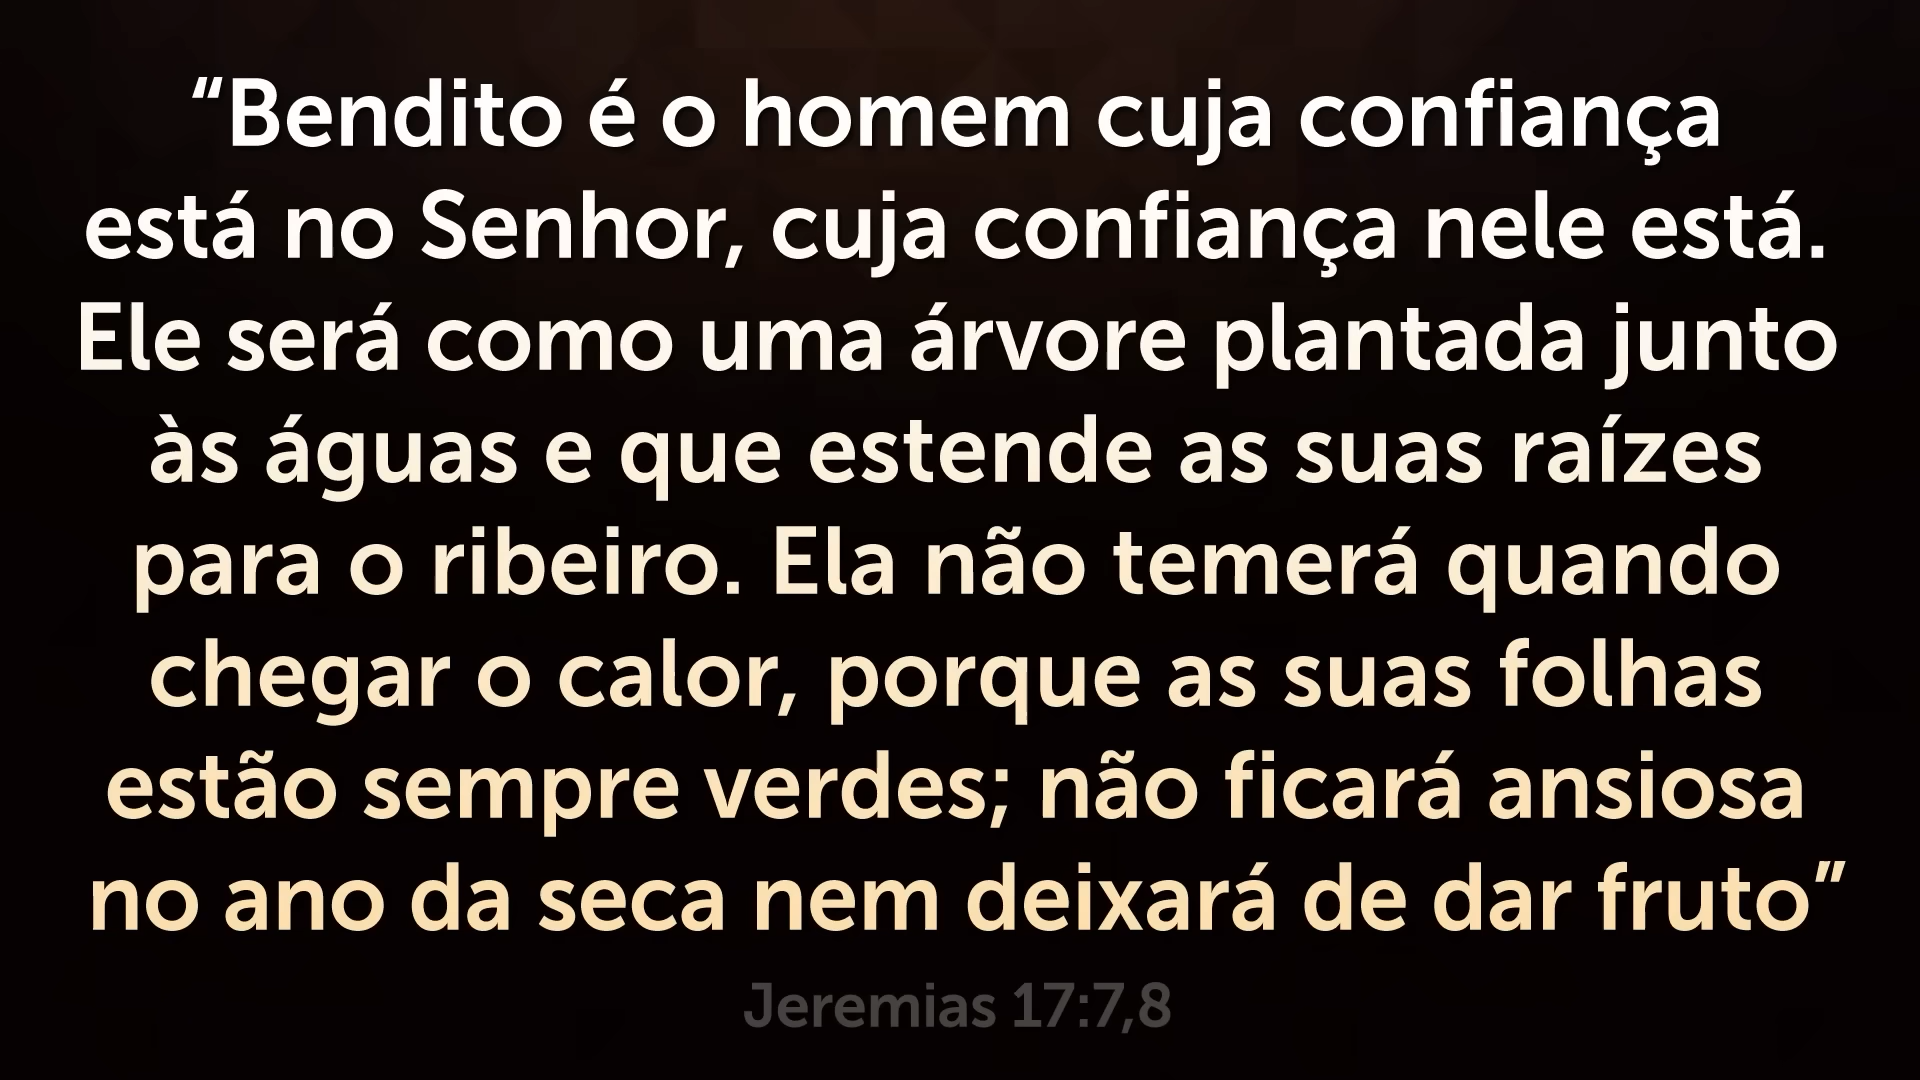 “Bendito é o homem cuja confiança
está no Senhor, cuja confiança nele está.
Ele será como uma árvore plantada junto
às águas e que estende as suas raízes
para o ribeiro. Ela não temerá quando
chegar o calor, porque as suas folhas
estão sempre verdes; não ficará ansiosa
no ano da seca nem deixará de dar fruto”
Jeremias 17:7,8